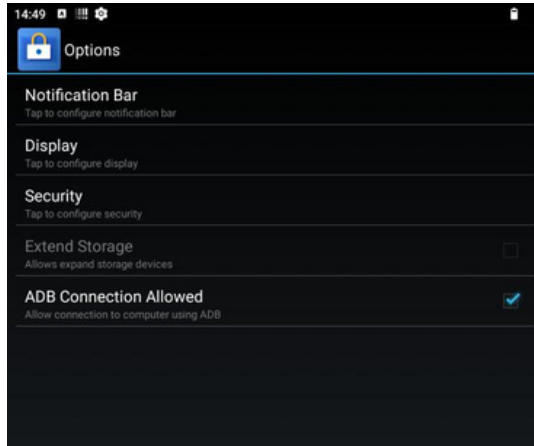 14:49
Options
Notification Bar
Tap to configure notification bar
Display
Tap to configure display
Security
Tap to configure security
Extend Storage
Allows expand storage devices
ADB Connection Allowed
Allow connection to computer using ADB